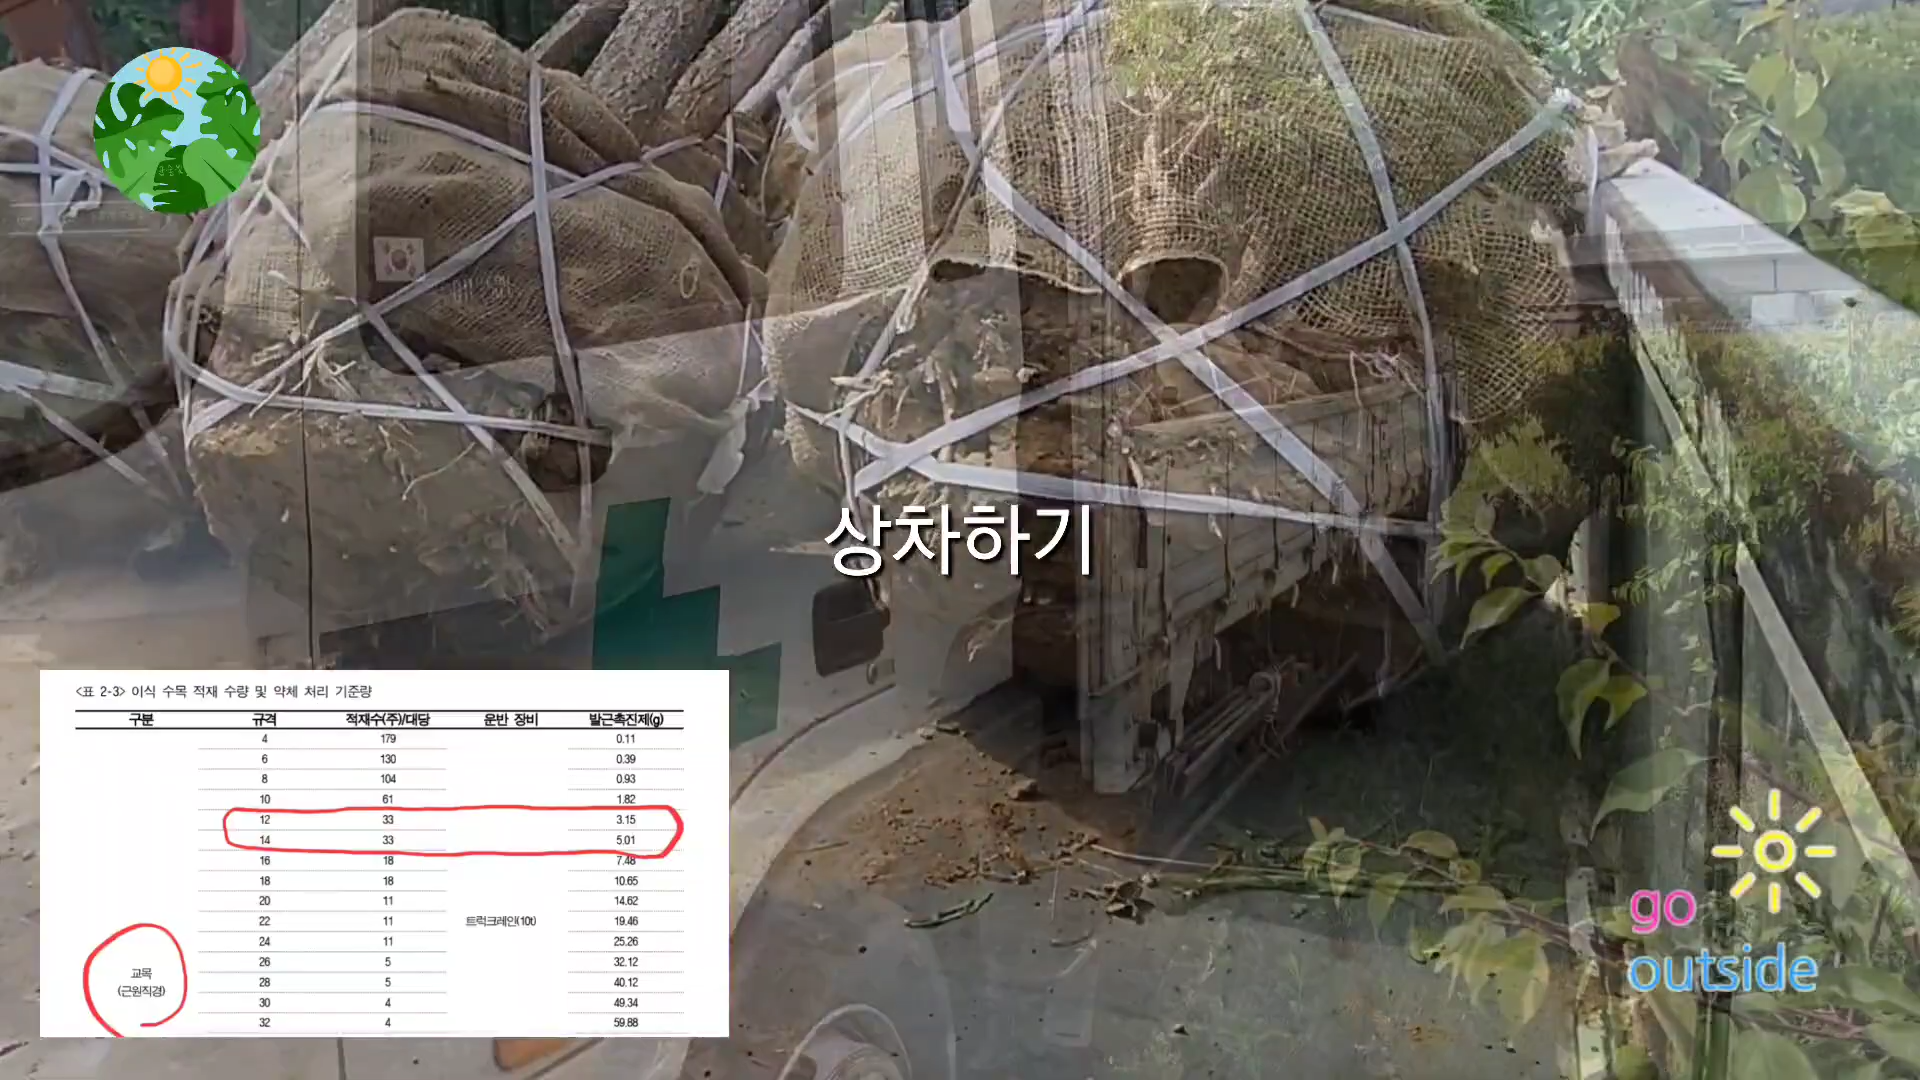 상차하기
<표 2-3> 이식 수목 적재 수량 및 약제 처리 기준량
구분 규격 적재수(주)/대당 운반 장비 발근촉진제(g)
4 179 0.11
6 130 0.39
8 104 0.93
10 61 1.82
12 33 3.15
14 33 5.01
16 18 7.48
18 18 10.65
20 11 14.62
22 11 트럭크레인(10t) 19.46
24 11 25.26
26 5 32.12
28 5 40.12
30 4 49.34
32 4 59.88
교목
(근원직경)
go
outside